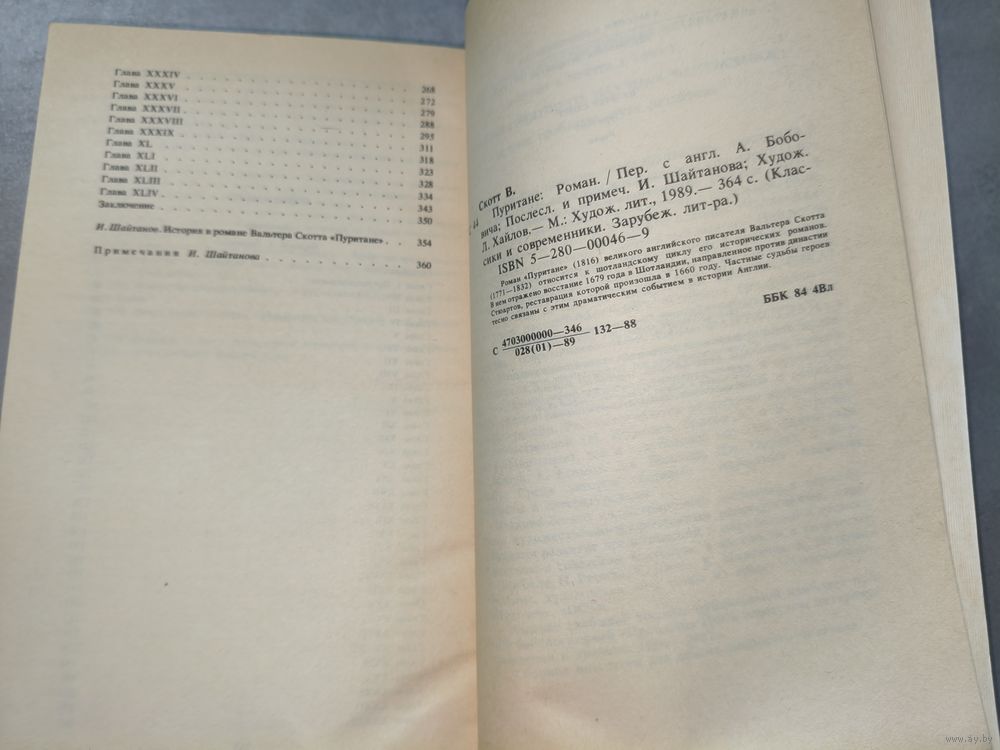 Глава XXXIV . . . . . . . . . . . . . . . . . . 268
Глава XXXV . . . . . . . . . . . . . . . . . . 272
Глава XXXVI . . . . . . . . . . . . . . . . . . 279
Глава XXXVII . . . . . . . . . . . . . . . . . . 288
Глава XXXVIII . . . . . . . . . . . . . . . . . . 295
Глава XXXIX . . . . . . . . . . . . . . . . . . 311
Глава XL . . . . . . . . . . . . . . . . . . 318
Глава XLI . . . . . . . . . . . . . . . . . . 323
Глава XLII . . . . . . . . . . . . . . . . . . 328
Глава XLIII . . . . . . . . . . . . . . . . . . 334
Глава XLIV . . . . . . . . . . . . . . . . . . 343
Заключение . . . . . . . . . . . . . . . . . . 350
И. Шайтанов. История в романе Вальтера Скотта «Пуритане» . . 354
Примечания И. Шайтанова . . . . . . . . . . . 360
Скотт В.
44 Пуритане: Роман. / Пер. с англ. А. Бобо-
вича; Послесл. и примеч. И. Шайтанова; Худож.
Л. Хайлов.— М.: Худож. лит., 1989.— 364 с. (Клас-
сики и современники. Зарубеж. лит-ра.)
ISBN 5—280—00046—9
Роман «Пуритане» (1816) великого английского писателя Вальтера Скотта
(1771—1832) относится к шотландскому циклу его исторических романов.
В нем отражено восстание 1679 года в Шотландии, направленное против династии
Стюартов, реставрация которой произошла в 1660 году. Частные судьбы героев
тесно связаны с этим драматическим событием в истории Англии.
С 4703000000—346 132—88
028(01)—89
ББК 84 4Вл
www.ay.by